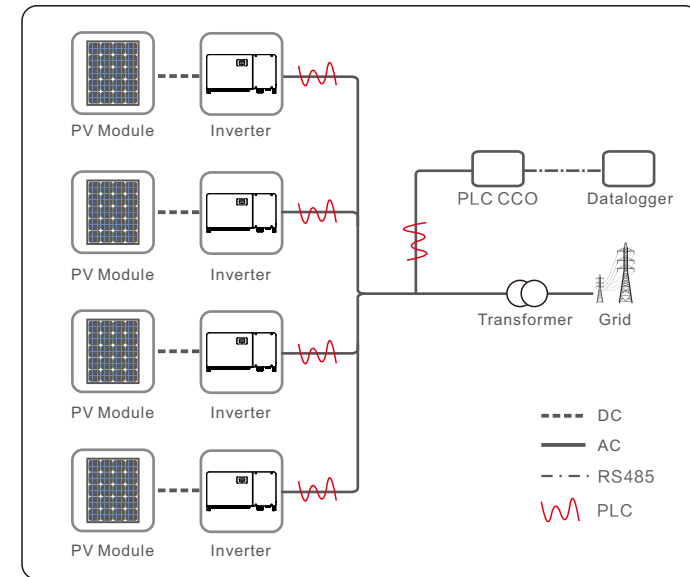 PV Module
Inverter
PLC CCO
Datalogger
PV Module
Inverter
Transformer
Grid
PV Module
Inverter
DC
AC
RS485
PLC
PV Module
Inverter